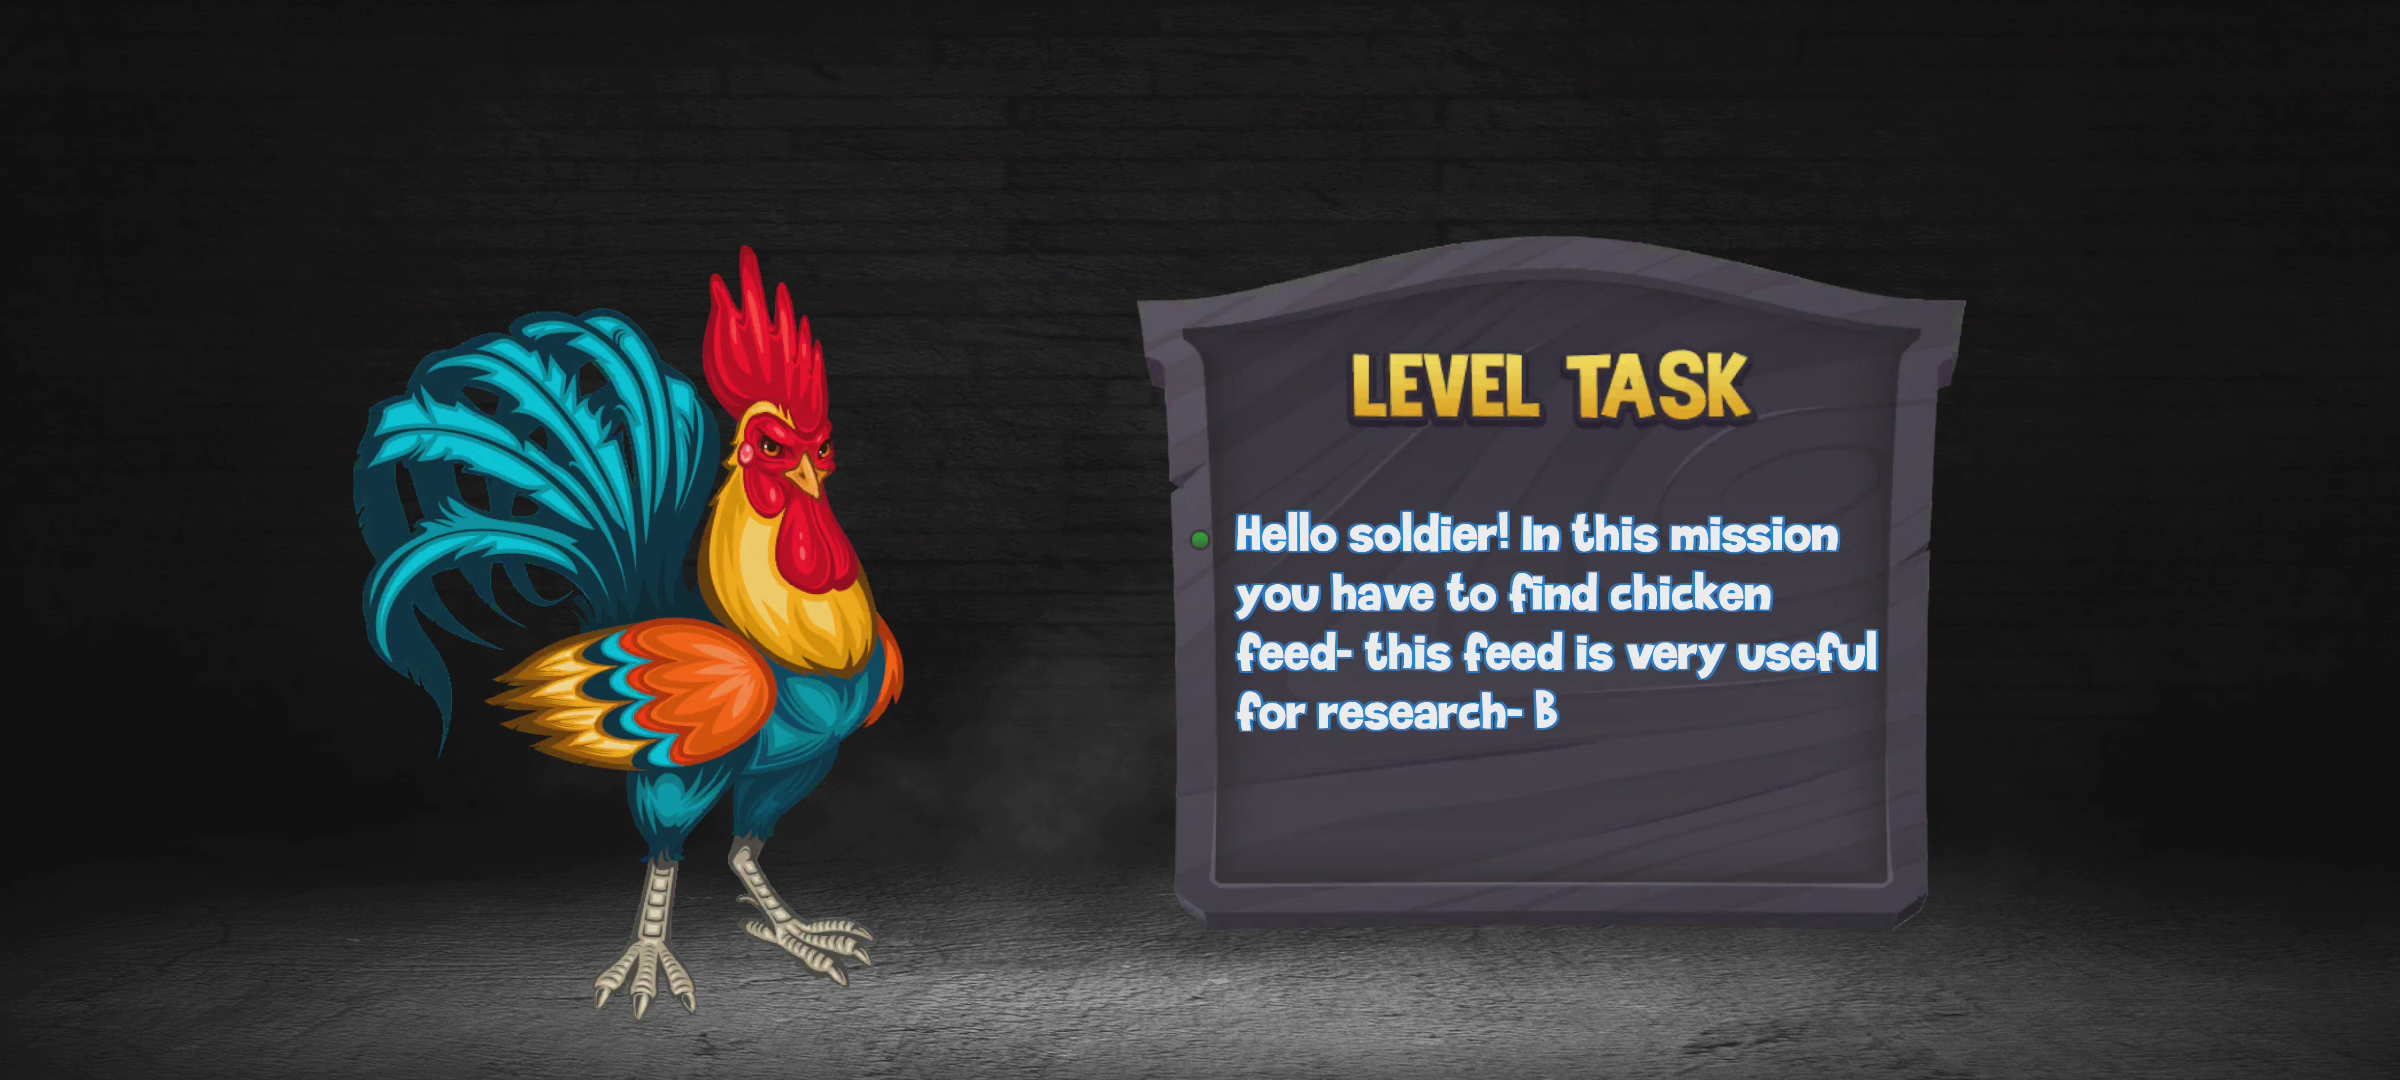 LEVEL TASK
Hello soldier! In this mission
you have to find chicken
feed- this feed is very useful
for research- B